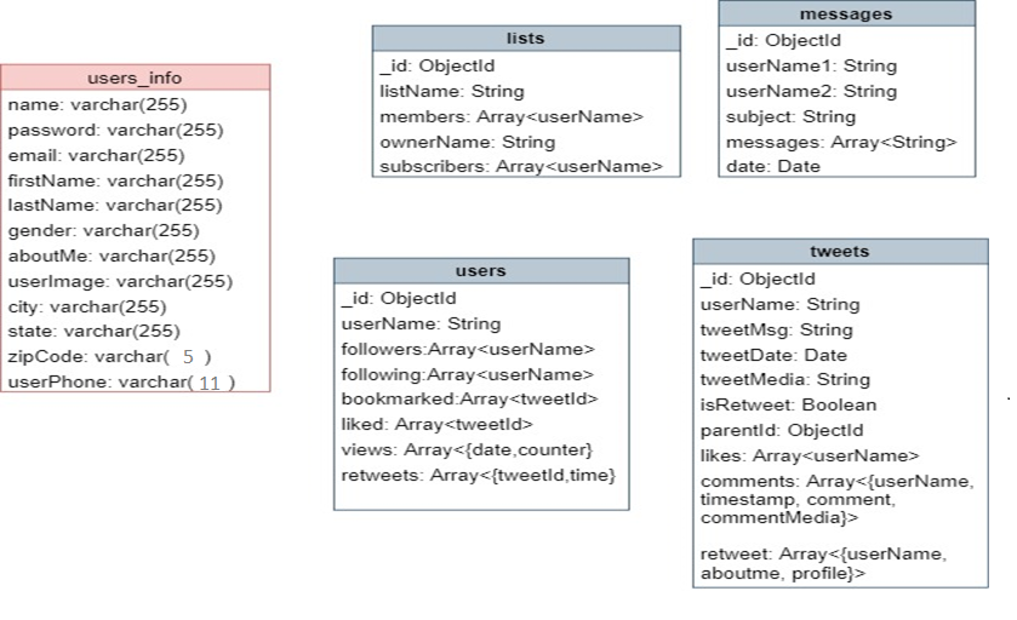 users_info
name: varchar(255)
password: varchar(255)
email: varchar(255)
firstName: varchar(255)
lastName: varchar(255)
gender: varchar(255)
aboutMe: varchar(255)
userImage: varchar(255)
city: varchar(255)
state: varchar(255)
zipCode: varchar( 5 )
userPhone: varchar( 11 )
lists
_id: ObjectId
listName: String
members: Array<userName>
ownerName: String
subscribers: Array<userName>
messages
_id: ObjectId
userName1: String
userName2: String
subject: String
messages: Array<String>
date: Date
users
_id: ObjectId
userName: String
followers:Array<userName>
following:Array<userName>
bookmarked:Array<tweetId>
liked: Array<tweetId>
views: Array<{date,counter}
retweets: Array<{tweetId,time}
tweets
_id: ObjectId
userName: String
tweetMsg: String
tweetDate: Date
tweetMedia: String
isRetweet: Boolean
parentId: ObjectId
likes: Array<userName>
comments: Array<{userName,
timestamp, comment,
commentMedia}>
retweet: Array<{userName,
aboutme, profile}>